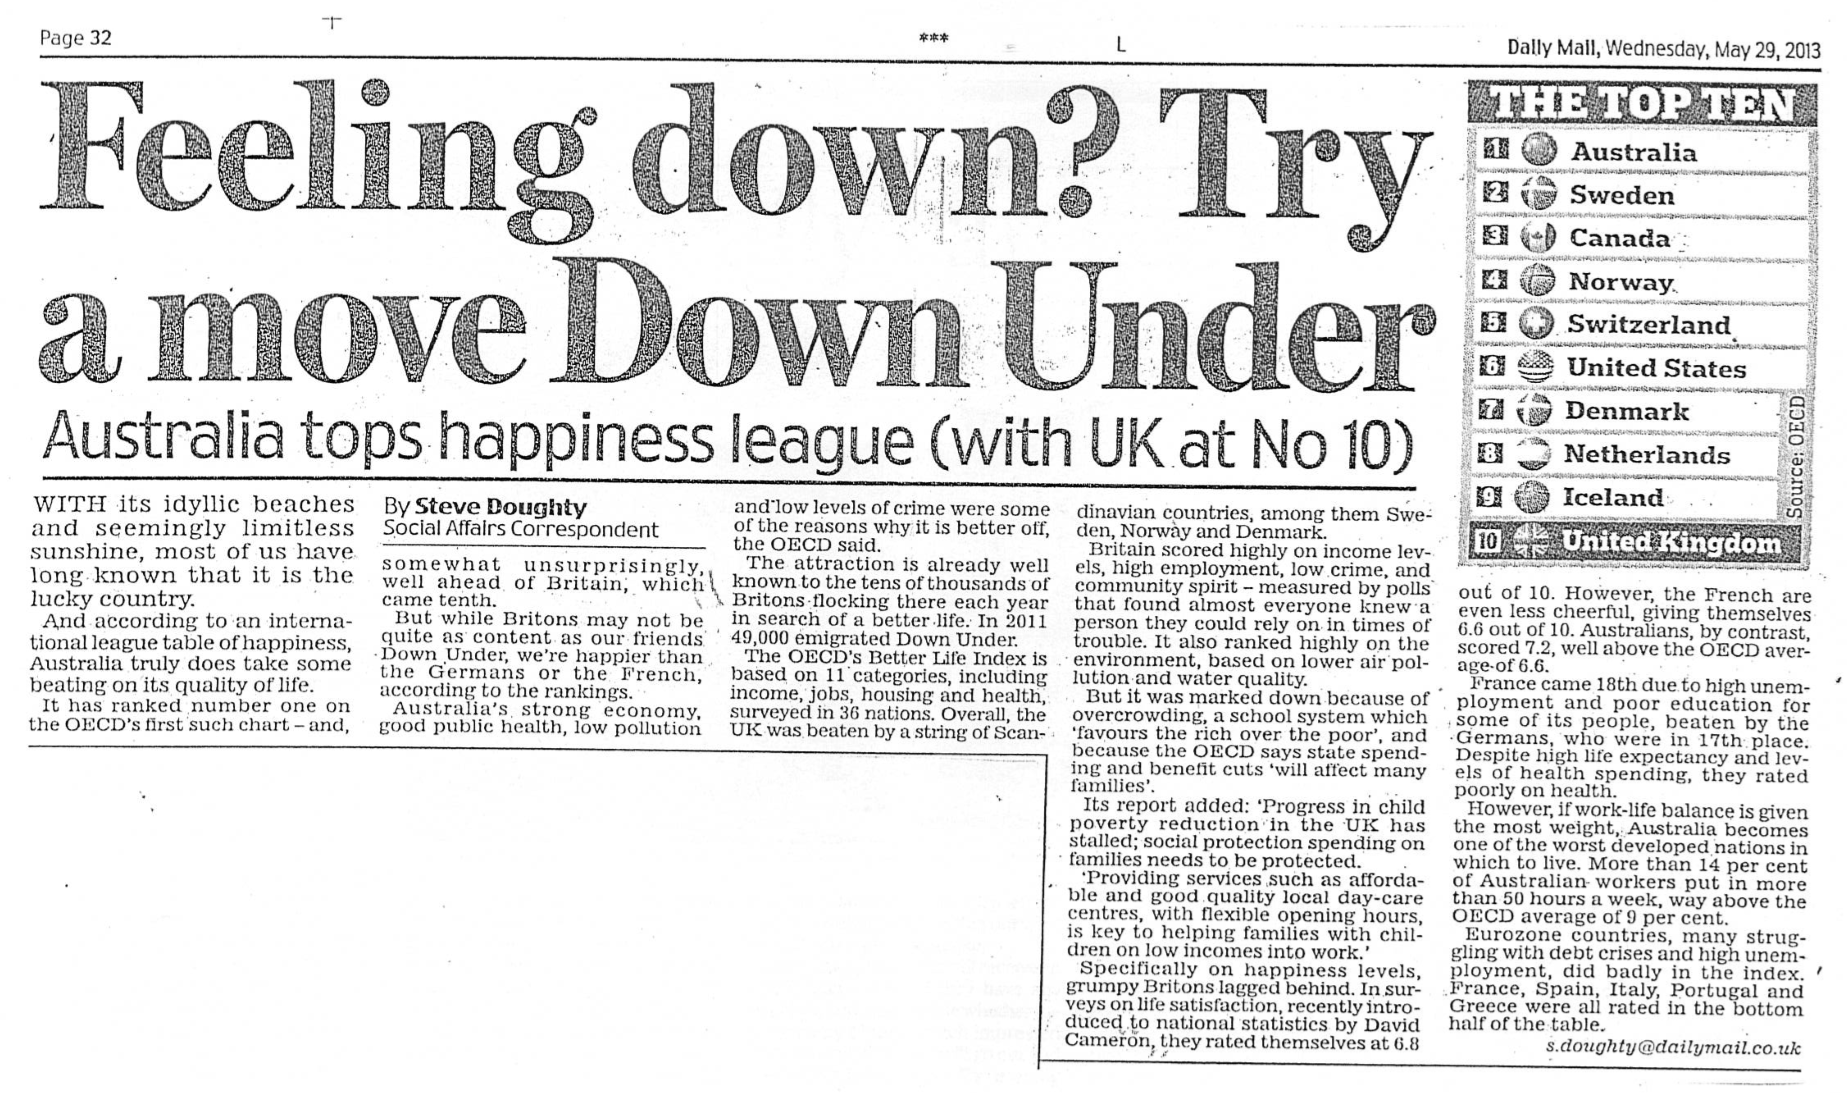 Page 32
***
L
Daily Mail, Wednesday, May 29, 2013
Feeling down? Try
a move Down Under
Australia tops happiness league (with UK at No 10)
WITH its idyllic beaches
and seemingly limitless
sunshine, most of us have
long known that it is the
lucky country.
And according to an interna-
tional league table of happiness,
Australia truly does take some
beating on its quality of life.
It has ranked number one on
the OECD's first such chart – and,
By Steve Doughty
Social Affairs Correspondent
somewhat unsurprisingly,
well ahead of Britain, which
came tenth.
But while Britons may not be
quite as content as our friends
Down Under, we're happier than
the Germans or the French,
according to the rankings.
Australia's strong economy,
good public health, low pollution
and low levels of crime were some
of the reasons why it is better off,
the OECD said.
The attraction is already well
known to the tens of thousands of
Britons flocking there each year
in search of a better life. In 2011
49,000 emigrated Down Under.
The OECD's Better Life Index is
based on 11 categories, including
income, jobs, housing and health,
surveyed in 36 nations. Overall, the
UK was beaten by a string of Scan-
dinavian countries, among them Swe-
den, Norway and Denmark.
Britain scored highly on income lev-
els, high employment, low crime, and
community spirit – measured by polls
that found almost everyone knew a
person they could rely on in times of
trouble. It also ranked highly on the
environment, based on lower air pol-
lution and water quality.
But it was marked down because of
overcrowding, a school system which
'favours the rich over the poor', and
because the OECD says state spend-
ing and benefit cuts 'will affect many
families'.
Its report added: 'Progress in child
poverty reduction in the UK has
stalled; social protection spending on
families needs to be protected.
'Providing services such as afforda-
ble and good quality local day-care
centres, with flexible opening hours,
is key to helping families with chil-
dren on low incomes into work.'
Specifically on happiness levels,
grumpy Britons lagged behind. In sur-
veys on life satisfaction, recently intro-
duced to national statistics by David
Cameron, they rated themselves at 6.8
THE TOP TEN
1 Australia
2 Sweden
3 Canada
4 Norway
5 Switzerland
6 United States
7 Denmark
8 Netherlands
9 Iceland
10 United Kingdom
Source: OECD
out of 10. However, the French are
even less cheerful, giving themselves
6.6 out of 10. Australians, by contrast,
scored 7.2, well above the OECD aver-
age of 6.6.
France came 18th due to high unem-
ployment and poor education for
some of its people, beaten by the
Germans, who were in 17th place.
Despite high life expectancy and lev-
els of health spending, they rated
poorly on health.
However, if work-life balance is given
the most weight, Australia becomes
one of the worst developed nations in
which to live. More than 14 per cent
of Australian workers put in more
than 50 hours a week, way above the
OECD average of 9 per cent.
Eurozone countries, many strug-
gling with debt crises and high unem-
ployment, did badly in the index.
France, Spain, Italy, Portugal and
Greece were all rated in the bottom
half of the table.
s.doughty@dailymail.co.uk